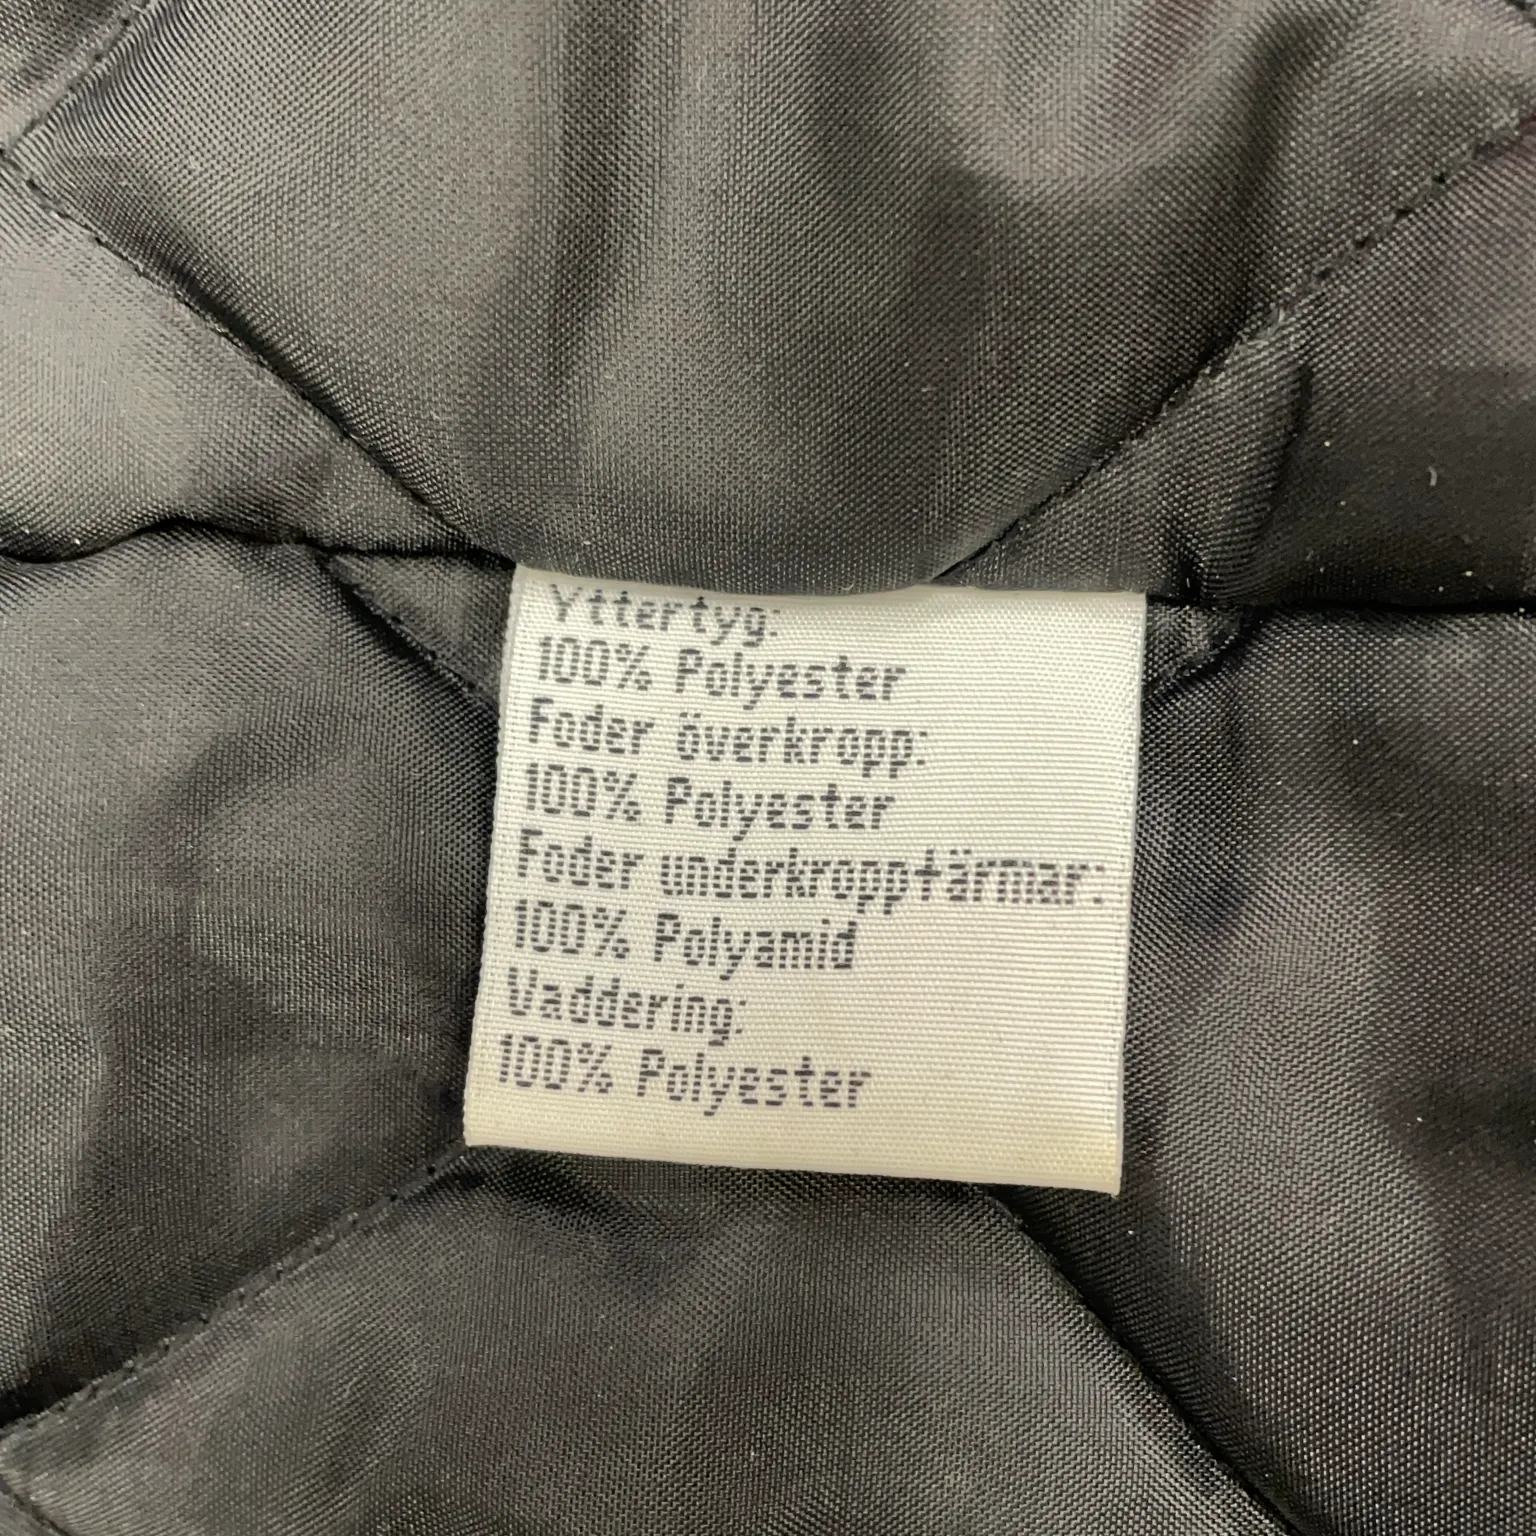 Yttertyg:
100% Polyester
Foder överkropp:
100% Polyester
Foder underkropp+ärmar:
100% Polyamid
Vaddering:
100% Polyester